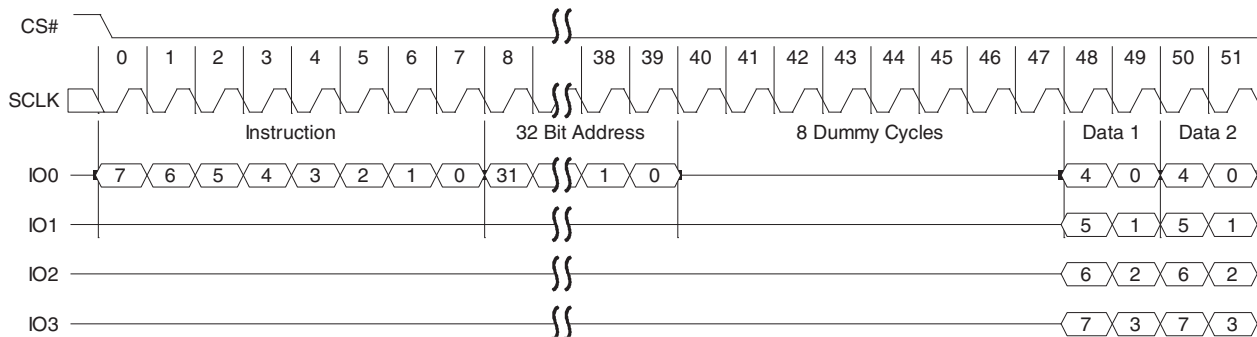 CS#
0 1 2 3 4 5 6 7 8 38 39 40 41 42 43 44 45 46 47 48 49 50 51
SCLK
Instruction 32 Bit Address 8 Dummy Cycles Data 1 Data 2
IO0 7 6 5 4 3 2 1 0 31 1 0 4 0 4 0
IO1 5 1 5 1
IO2 6 2 6 2
IO3 7 3 7 3